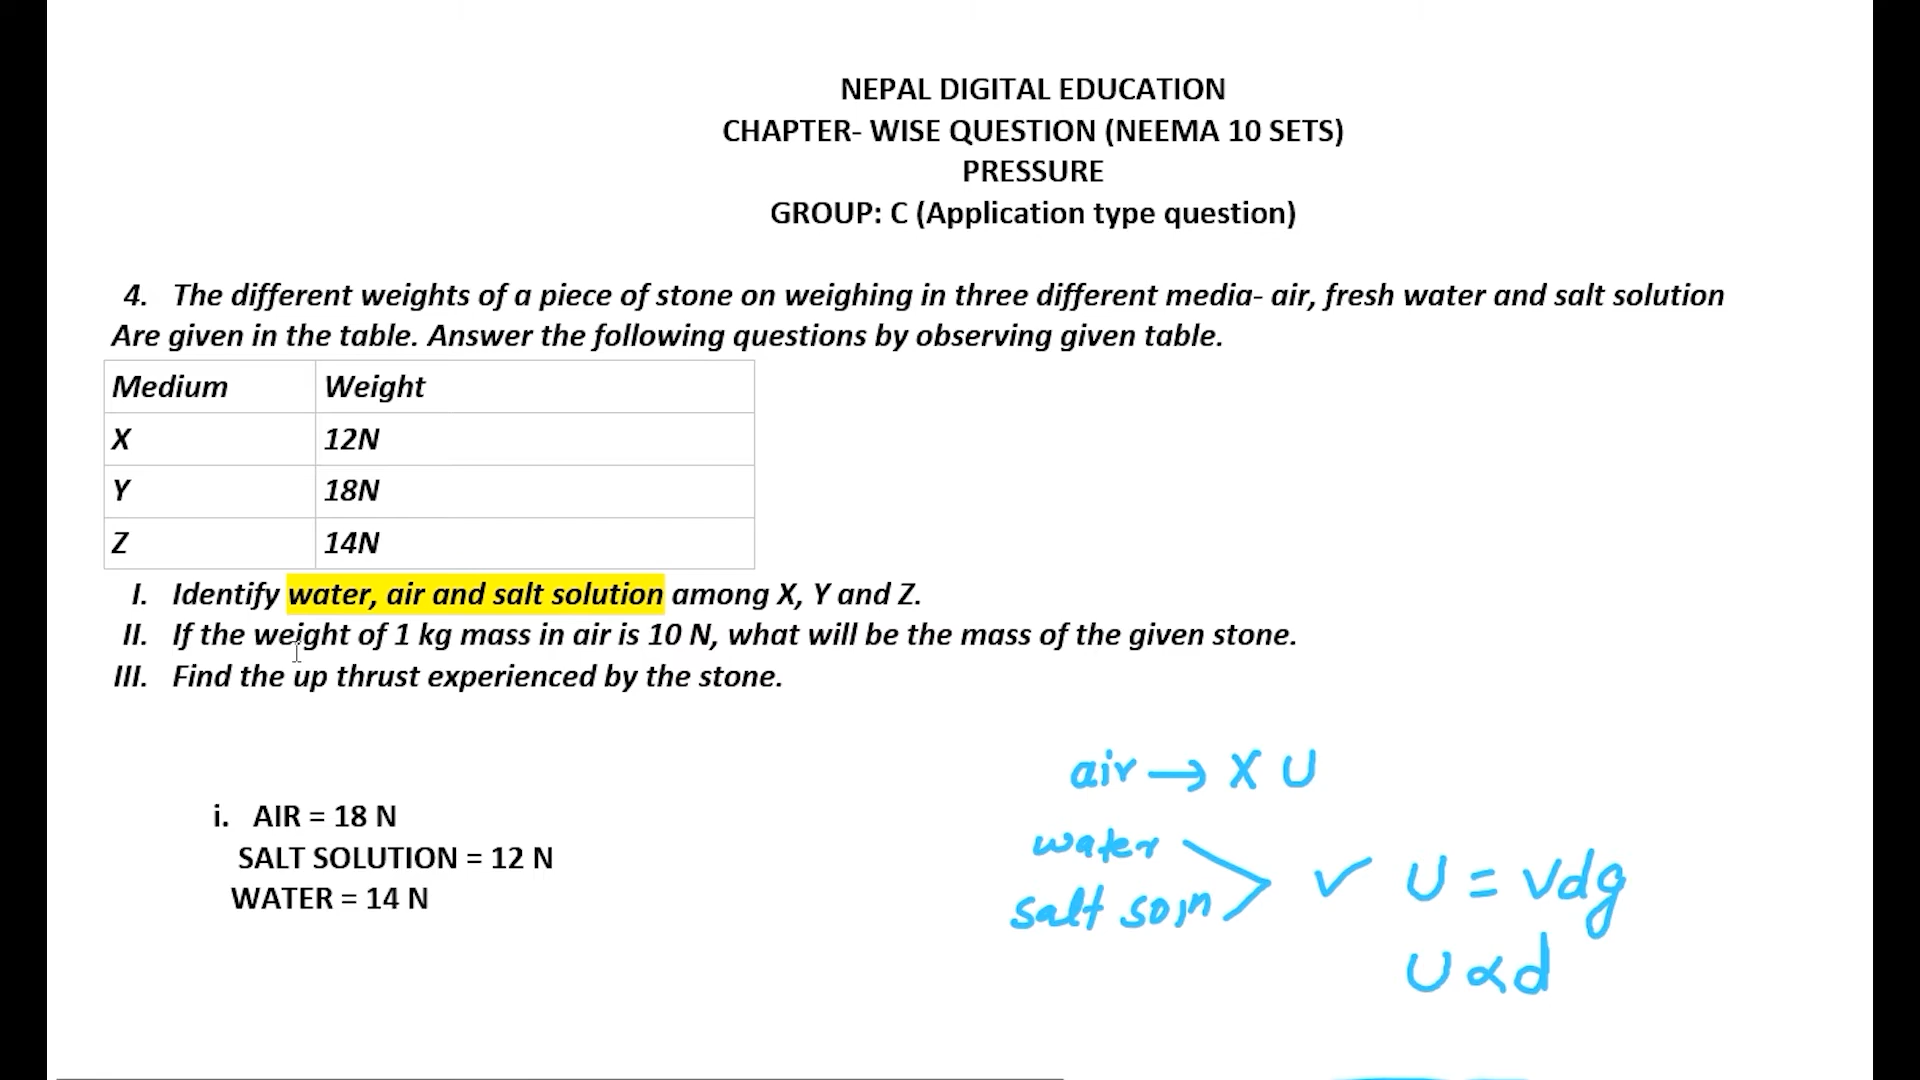 NEPAL DIGITAL EDUCATION
CHAPTER- WISE QUESTION (NEEMA 10 SETS)
PRESSURE
GROUP: C (Application type question)
4. The different weights of a piece of stone on weighing in three different media- air, fresh water and salt solution
Are given in the table. Answer the following questions by observing given table.
Medium Weight
X 12N
Y 18N
Z 14N
I. Identify water, air and salt solution among X, Y and Z.
II. If the weight of 1 kg mass in air is 10 N, what will be the mass of the given stone.
III. Find the up thrust experienced by the stone.
air → X U
i. AIR = 18 N
water
SALT SOLUTION = 12 N
✓ U = Vdg
WATER = 14 N
salt soln
U ∝ d